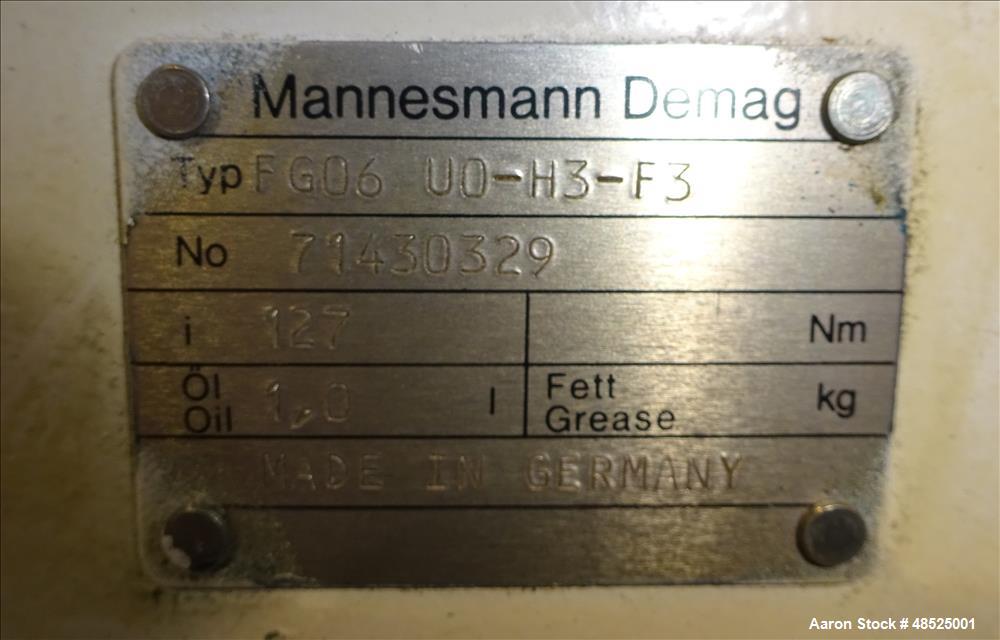 Mannesmann Demag
Typ FG06 U0-H3-F3
No 71430329
i 127 Nm
Öl
Oil 1,0 l Fett
Grease kg
MADE IN GERMANY
Aaron Stock # 48525001